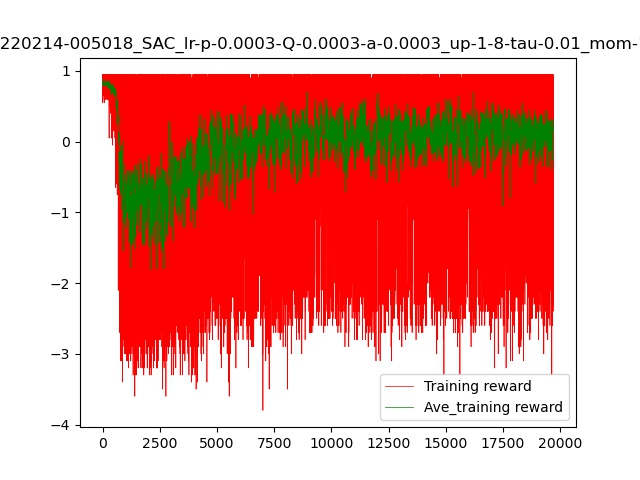 220214-005018_SAC_lr-p-0.0003-Q-0.0003-a-0.0003_up-1-8-tau-0.01_mom-
1
0
−1
−2
−3
−4
0 2500 5000 7500 10000 12500 15000 17500 20000
Training reward
Ave_training reward